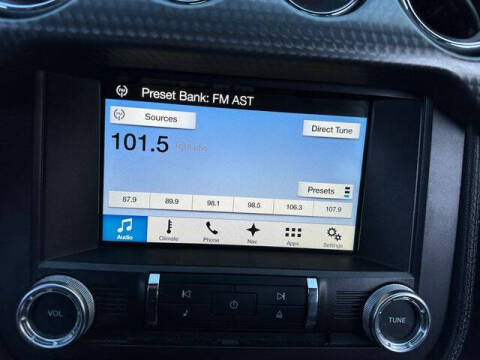 Preset Bank: FM AST
Sources
Direct Tune
101.5
Presets
87.9 89.9 98.1 98.5 106.3 107.9
Audio Climate Phone Nav Apps Settings
VOL
TUNE